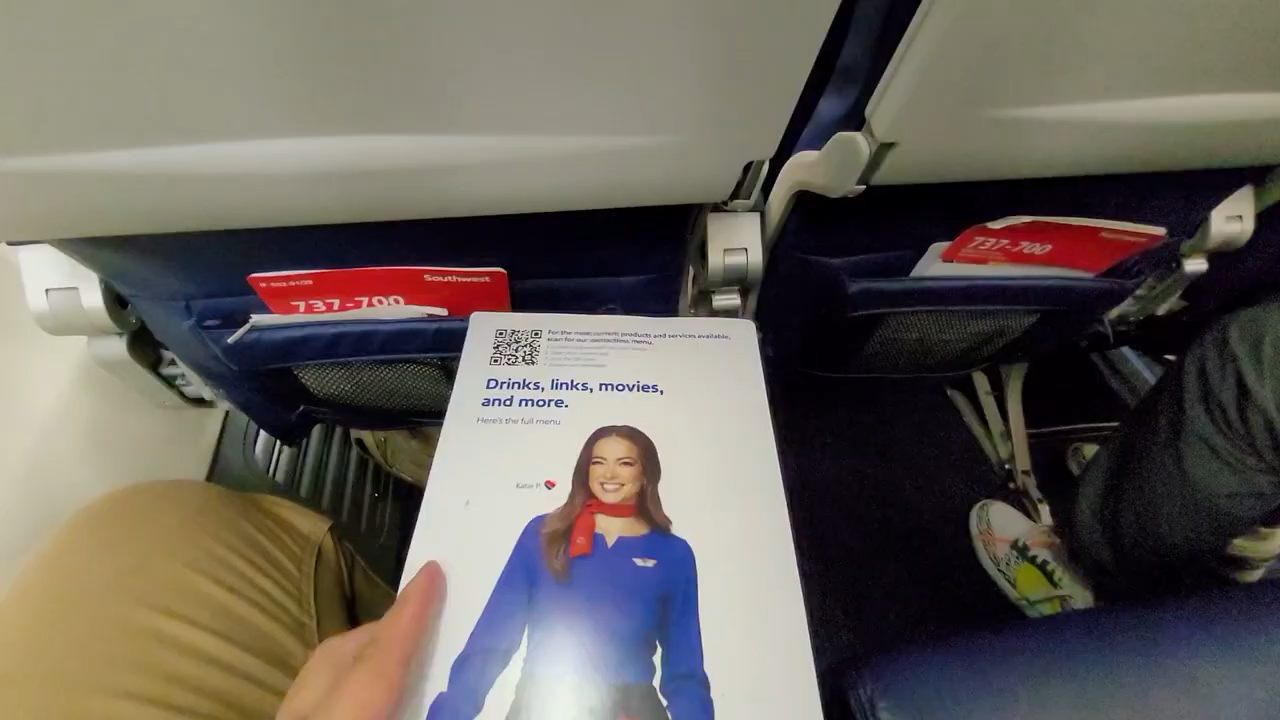 Southwest
737-700
737-700
For the most current products and services available,
scan for our contactless menu.
Drinks, links, movies,
and more.
Here's the full menu
Katie P.